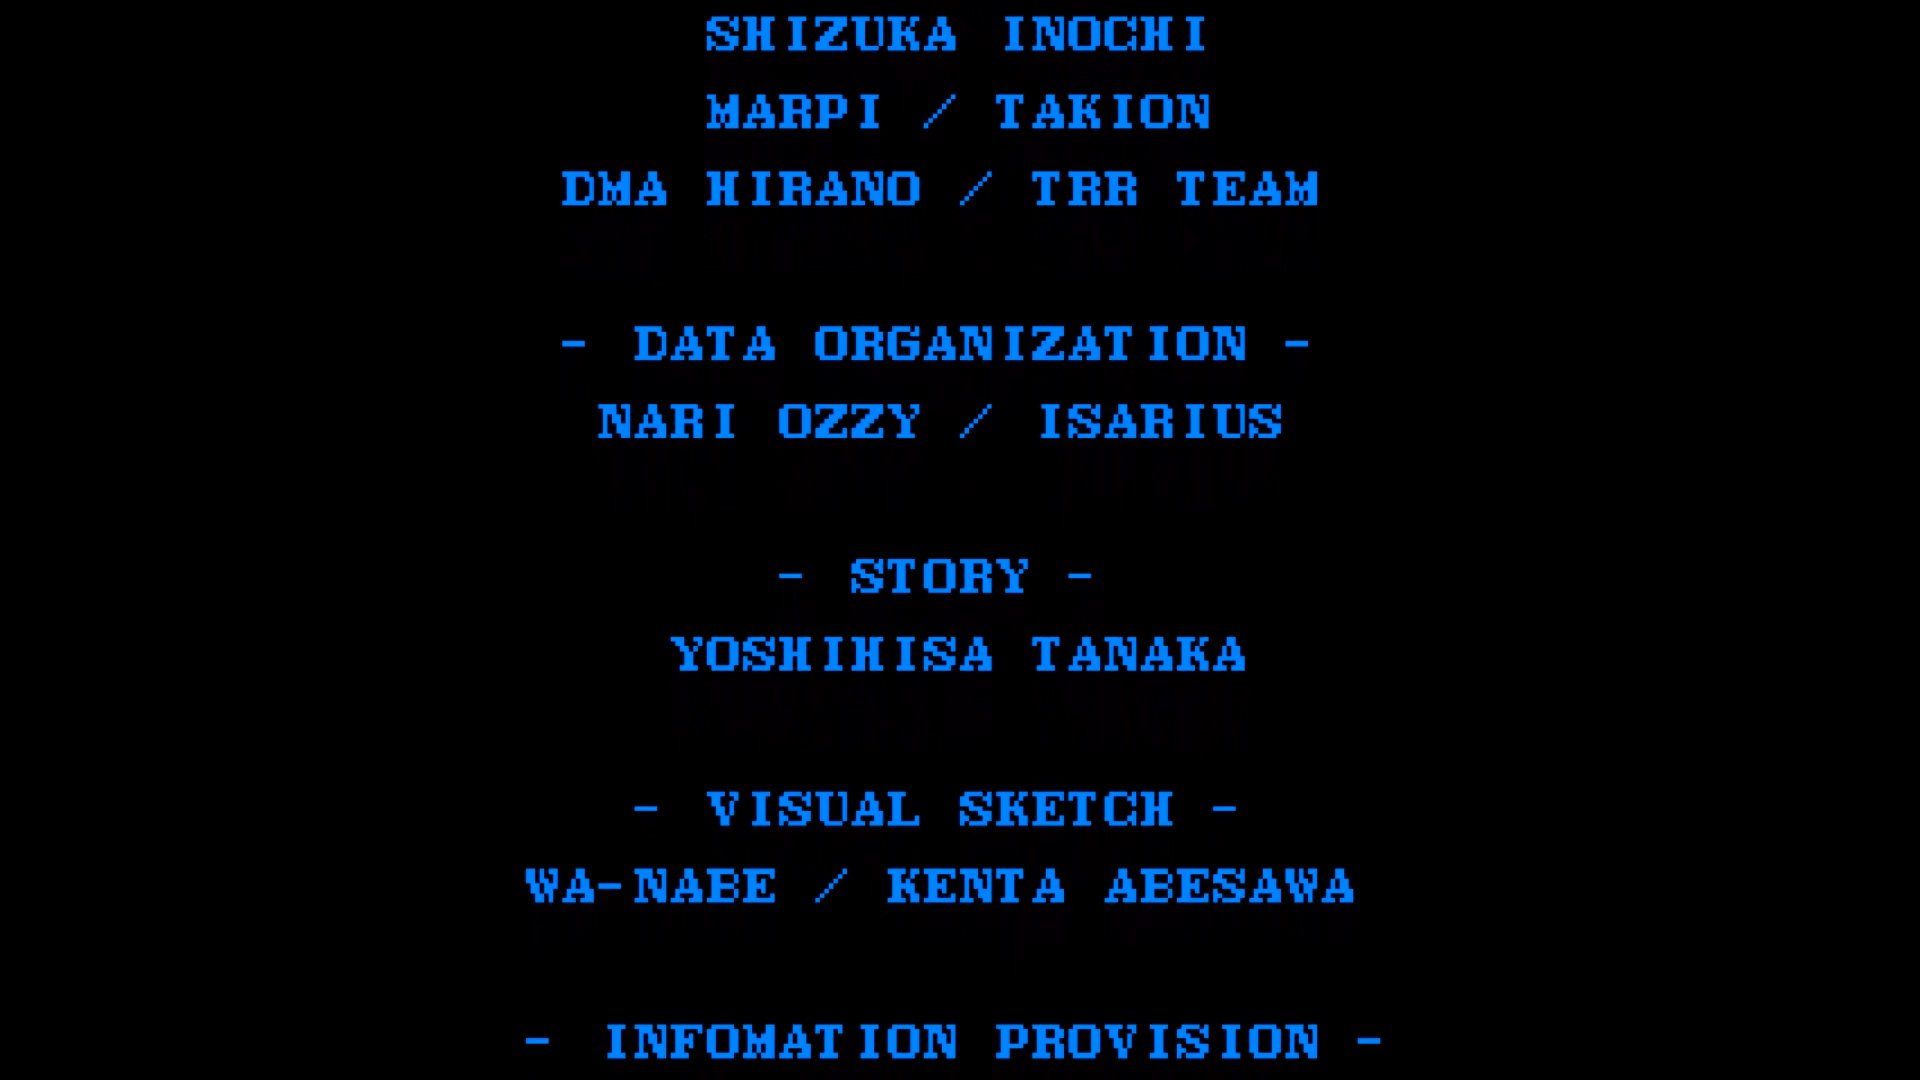 SHIZUKA INOCHI
MARPI / TAKION
DMA HIRANO / TRR TEAM
- DATA ORGANIZATION -
NARI OZZY / ISARIUS
- STORY -
YOSHIHISA TANAKA
- VISUAL SKETCH -
WA-NABE / KENTA ABESAWA
- INFOMATION PROVISION -